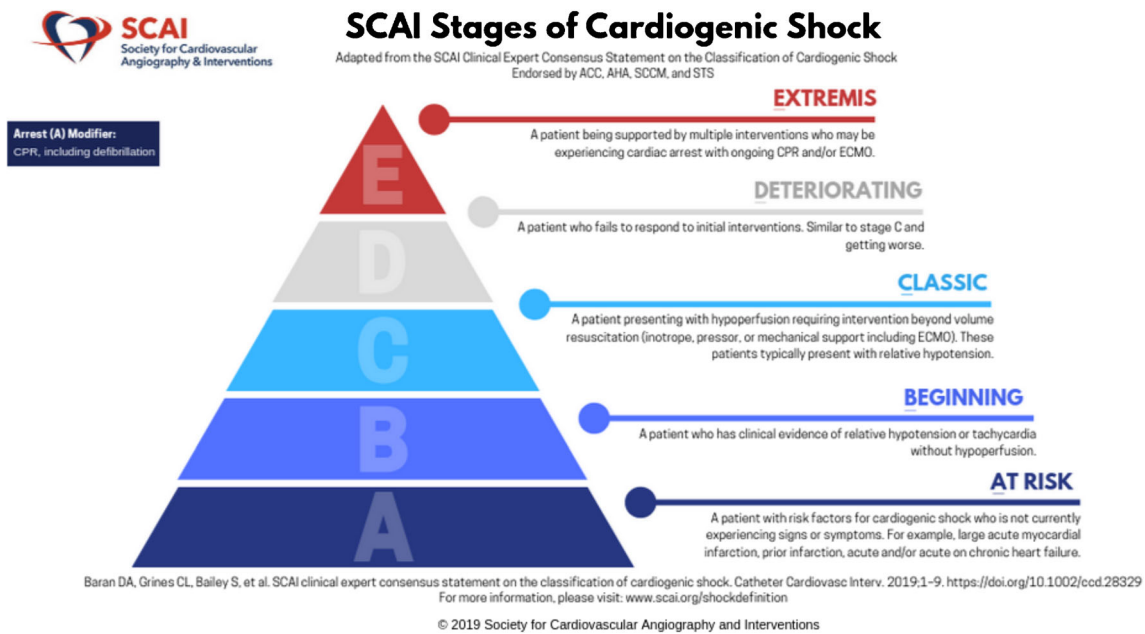 SCAI
Society for Cardiovascular
Angiography & Interventions
SCAI Stages of Cardiogenic Shock
Adapted from the SCAI Clinical Expert Consensus Statement on the Classification of Cardiogenic Shock
Endorsed by ACC, AHA, SCCM, and STS
Arrest (A) Modifier:
CPR, including defibrillation
E
EXTREMIS
A patient being supported by multiple interventions who may be
experiencing cardiac arrest with ongoing CPR and/or ECMO.
D
DETERIORATING
A patient who fails to respond to initial interventions. Similar to stage C and
getting worse.
C
CLASSIC
A patient presenting with hypoperfusion requiring intervention beyond volume
resuscitation (inotrope, pressor, or mechanical support including ECMO). These
patients typically present with relative hypotension.
B
BEGINNING
A patient who has clinical evidence of relative hypotension or tachycardia
without hypoperfusion.
A
AT RISK
A patient with risk factors for cardiogenic shock who is not currently
experiencing signs or symptoms. For example, large acute myocardial
infarction, prior infarction, acute and/or acute on chronic heart failure.
Baran DA, Grines CL, Bailey S, et al. SCAI clinical expert consensus statement on the classification of cardiogenic shock. Catheter Cardiovasc Interv. 2019;1–9. https://doi.org/10.1002/ccd.28329
For more information, please visit: www.scai.org/shockdefinition
© 2019 Society for Cardiovascular Angiography and Interventions